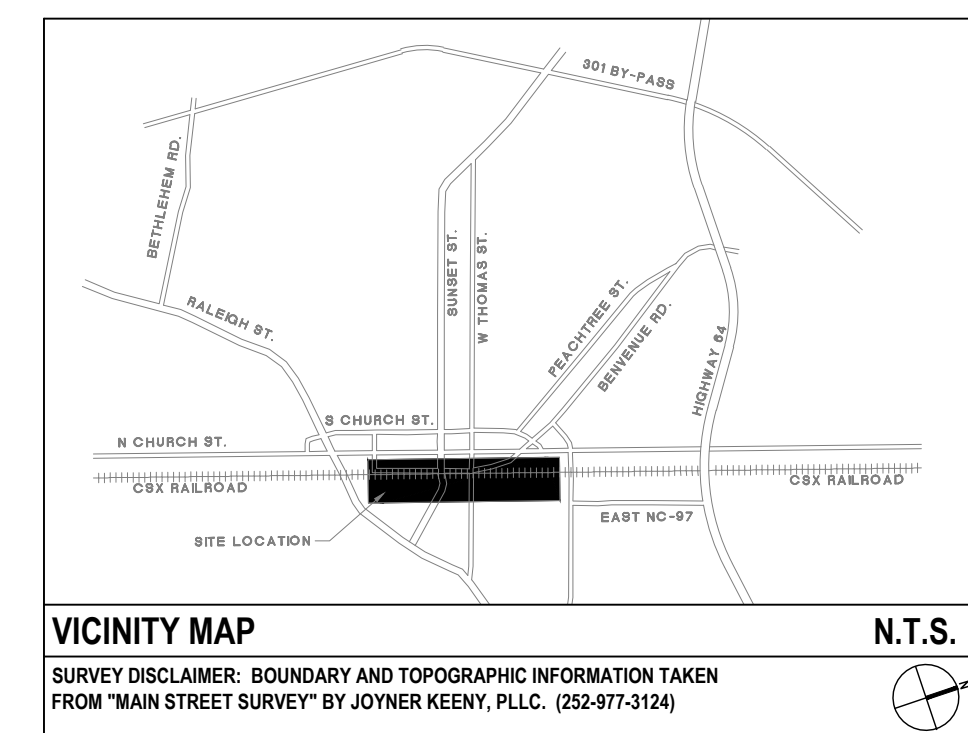 301 BY-PASS
BETHLEHEM RD.
RALEIGH ST.
SUNSET ST.
W THOMAS ST.
PEACHTREE ST.
BENVENUE RD.
HIGHWAY 64
S CHURCH ST.
N CHURCH ST.
CSX RAILROAD
CSX RAILROAD
EAST NC-97
SITE LOCATION
VICINITY MAP
N.T.S.
SURVEY DISCLAIMER: BOUNDARY AND TOPOGRAPHIC INFORMATION TAKEN
FROM "MAIN STREET SURVEY" BY JOYNER KEENY, PLLC. (252-977-3124)
N